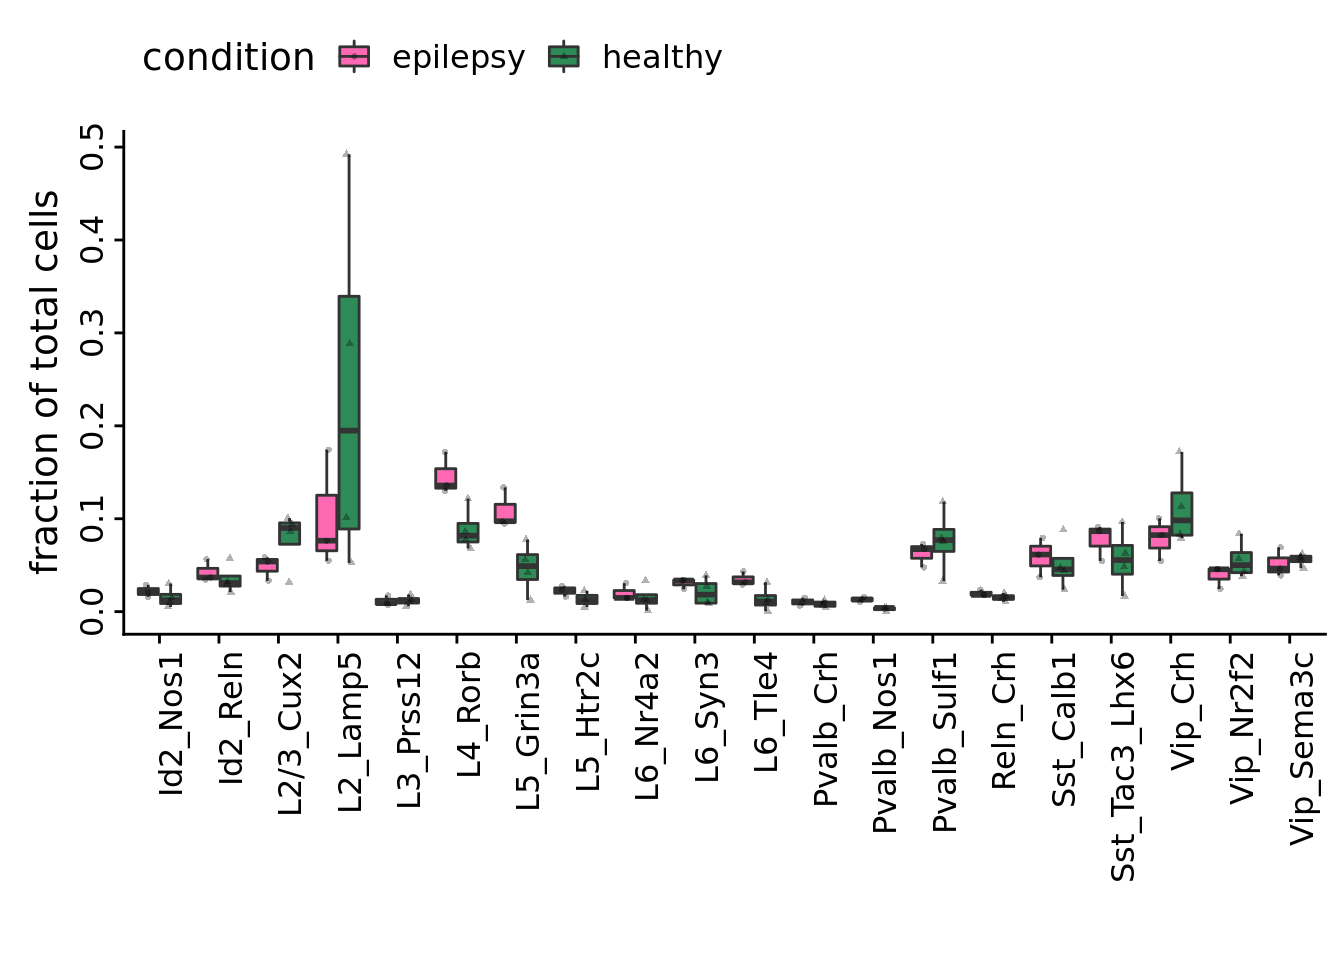 condition epilepsy healthy
fraction of total cells
0.5
0.4
0.3
0.2
0.1
0.0
Id2_Nos1
Id2_Reln
L2/3_Cux2
L2_Lamp5
L3_Prss12
L4_Rorb
L5_Grin3a
L5_Htr2c
L6_Nr4a2
L6_Syn3
L6_Tle4
Pvalb_Crh
Pvalb_Nos1
Pvalb_Sulf1
Reln_Crh
Sst_Calb1
Sst_Tac3_Lhx6
Vip_Crh
Vip_Nr2f2
Vip_Sema3c